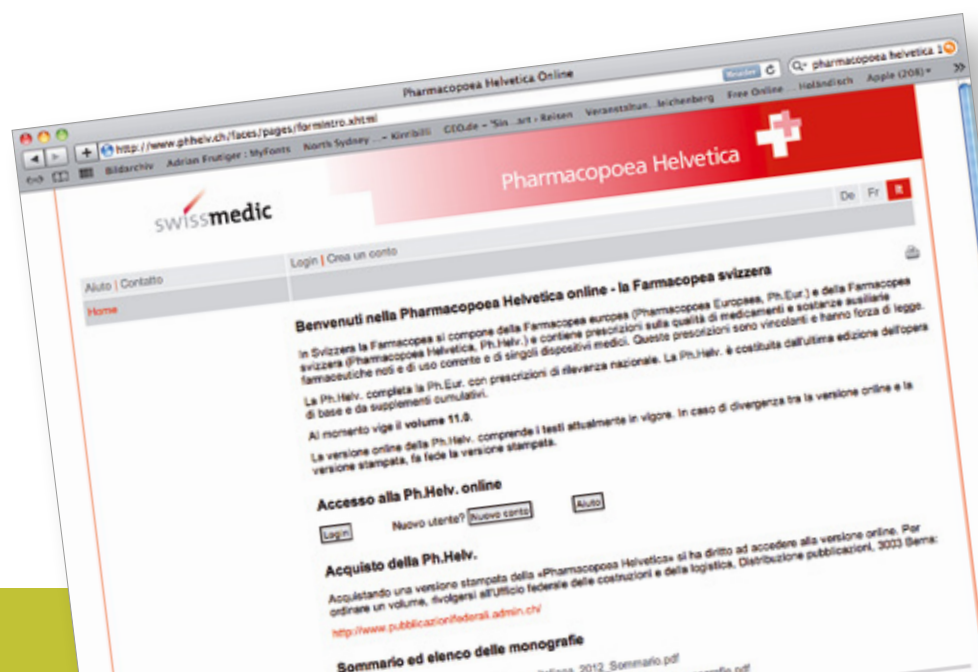 Pharmacopoea Helvetica Online
http://www.phhelv.ch/faces/pages/formintro.xhtml
Reader
pharmacopoea helvetica 1
Bildarchiv
Adrian Frutiger : MyFonts
North Sydney ... – Kirribilli
GEO.de – "Sin...art › Reisen
Veranstaltun...leichenberg
Free Online ... Holländisch
Apple (208)
swissmedic
Pharmacopoea Helvetica
De Fr It
Aiuto | Contatto
Login | Crea un conto
Home
Benvenuti nella Pharmacopoea Helvetica online - la Farmacopea svizzera
In Svizzera la Farmacopea si compone della Farmacopea europea (Pharmacopoea Europaea, Ph.Eur.) e della Farmacopea
svizzera (Pharmacopoea Helvetica, Ph.Helv.) e contiene prescrizioni sulla qualità di medicamenti e sostanze ausiliarie
farmaceutiche noti e di uso corrente e di singoli dispositivi medici. Queste prescrizioni sono vincolanti e hanno forza di legge.
La Ph.Helv. completa la Ph.Eur. con prescrizioni di rilevanza nazionale. La Ph.Helv. è costituita dall'ultima edizione dell'opera
di base e da supplementi cumulativi.
Al momento vige il volume 11.0.
La versione online della Ph.Helv. comprende i testi attualmente in vigore. In caso di divergenza tra la versione online e la
versione stampata, fa fede la versione stampata.
Accesso alla Ph.Helv. online
Login
Nuovo utente? Nuovo conto
Aiuto
Acquisto della Ph.Helv.
Acquistando una versione stampata della «Pharmacopoea Helvetica» si ha diritto ad accedere alla versione online. Per
ordinare un volume, rivolgersi all'Ufficio federale delle costruzioni e della logistica, Distribuzione pubblicazioni, 3003 Berna:
http://www.pubblicazionifederali.admin.ch/
Sommario ed elenco delle monografie
2012_Sommario.pdf